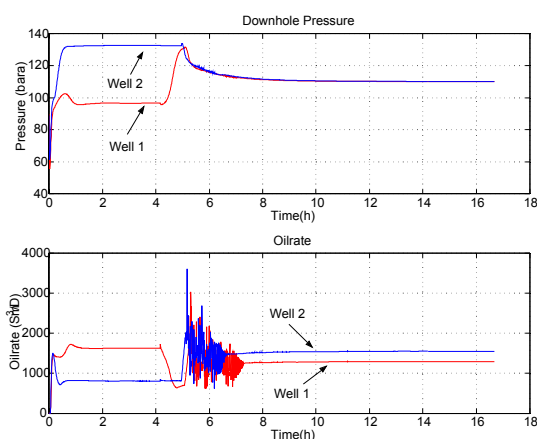 Downhole Pressure
140
120
100
80
60
40
Pressure (bara)
Well 2
Well 1
0 2 4 6 8 10 12 14 16 18
Time(h)
Oilrate
4000
3000
2000
1000
0
Well 2
Well 1
0 2 4 6 8 10 12 14 16 18
Time(h)